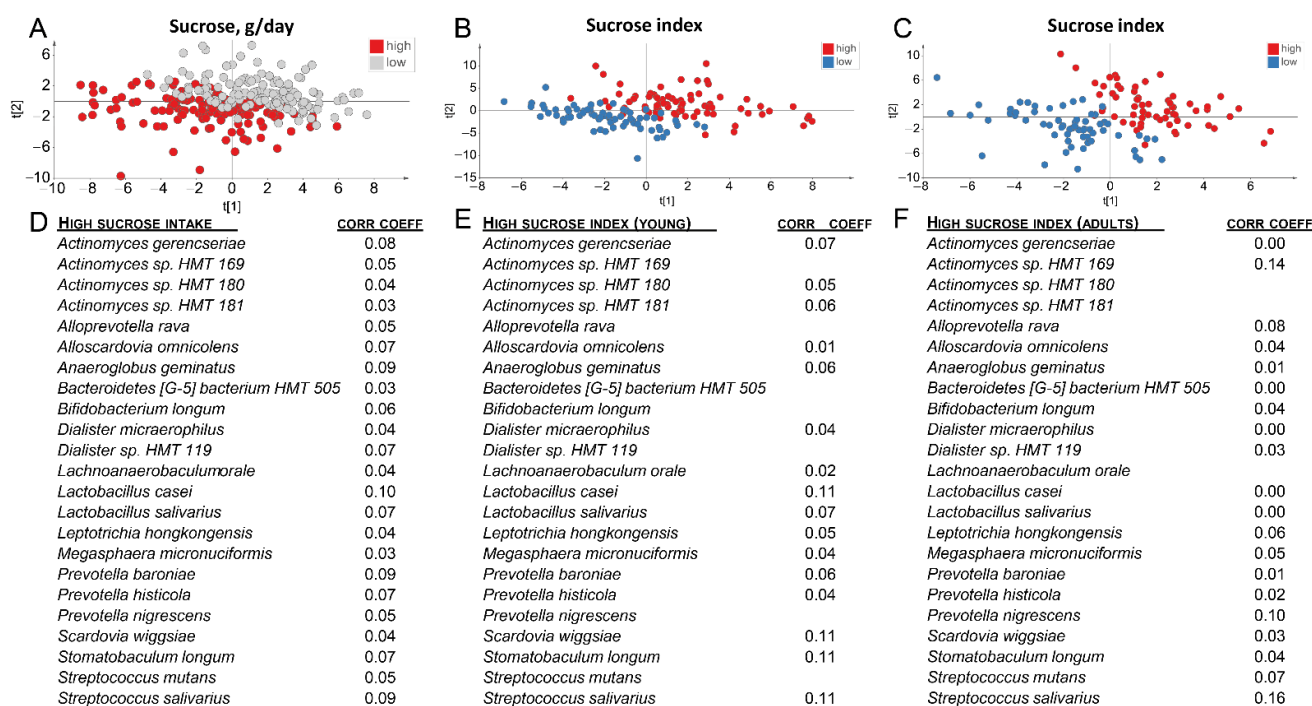 A
Sucrose, g/day
high
low
6
2
−2
−6
−10
t[2]
−10 −8 −6 −4 −2 0 2 4 6 8
t[1]
B
Sucrose index
high
low
15
10
5
0
−5
−10
−15
t[2]
−8 −6 −4 −2 0 2 4 6 8
t[1]
C
Sucrose index
high
low
10
6
2
−2
−6
−10
t[2]
−8 −6 −4 −2 0 2 4 6
t[1]
D HIGH SUCROSE INTAKE CORR COEFF
Actinomyces gerencseriae 0.08
Actinomyces sp. HMT 169 0.05
Actinomyces sp. HMT 180 0.04
Actinomyces sp. HMT 181 0.03
Alloprevotella rava 0.05
Alloscardovia omnicolens 0.07
Anaeroglobus geminatus 0.09
Bacteroidetes [G-5] bacterium HMT 505 0.03
Bifidobacterium longum 0.06
Dialister micraerophilus 0.04
Dialister sp. HMT 119 0.07
Lachnoanaerobaculumorale 0.04
Lactobacillus casei 0.10
Lactobacillus salivarius 0.07
Leptotrichia hongkongensis 0.04
Megasphaera micronuciformis 0.03
Prevotella baroniae 0.09
Prevotella histicola 0.07
Prevotella nigrescens 0.05
Scardovia wiggsiae 0.04
Stomatobaculum longum 0.07
Streptococcus mutans 0.05
Streptococcus salivarius 0.09
E HIGH SUCROSE INDEX (YOUNG) CORR COEFF
Actinomyces gerencseriae 0.07
Actinomyces sp. HMT 169
Actinomyces sp. HMT 180 0.05
Actinomyces sp. HMT 181 0.06
Alloprevotella rava
Alloscardovia omnicolens 0.01
Anaeroglobus geminatus 0.06
Bacteroidetes [G-5] bacterium HMT 505
Bifidobacterium longum
Dialister micraerophilus 0.04
Dialister sp. HMT 119
Lachnoanaerobaculum orale 0.02
Lactobacillus casei 0.11
Lactobacillus salivarius 0.07
Leptotrichia hongkongensis 0.05
Megasphaera micronuciformis 0.04
Prevotella baroniae 0.06
Prevotella histicola 0.04
Prevotella nigrescens
Scardovia wiggsiae 0.11
Stomatobaculum longum 0.11
Streptococcus mutans
Streptococcus salivarius 0.11
F HIGH SUCROSE INDEX (ADULTS) CORR COEFF
Actinomyces gerencseriae 0.00
Actinomyces sp. HMT 169 0.14
Actinomyces sp. HMT 180
Actinomyces sp. HMT 181
Alloprevotella rava 0.08
Alloscardovia omnicolens 0.04
Anaeroglobus geminatus 0.01
Bacteroidetes [G-5] bacterium HMT 505 0.00
Bifidobacterium longum 0.04
Dialister micraerophilus 0.00
Dialister sp. HMT 119 0.03
Lachnoanaerobaculum orale
Lactobacillus casei 0.00
Lactobacillus salivarius 0.00
Leptotrichia hongkongensis 0.06
Megasphaera micronuciformis 0.05
Prevotella baroniae 0.01
Prevotella histicola 0.02
Prevotella nigrescens 0.10
Scardovia wiggsiae 0.03
Stomatobaculum longum 0.04
Streptococcus mutans 0.07
Streptococcus salivarius 0.16